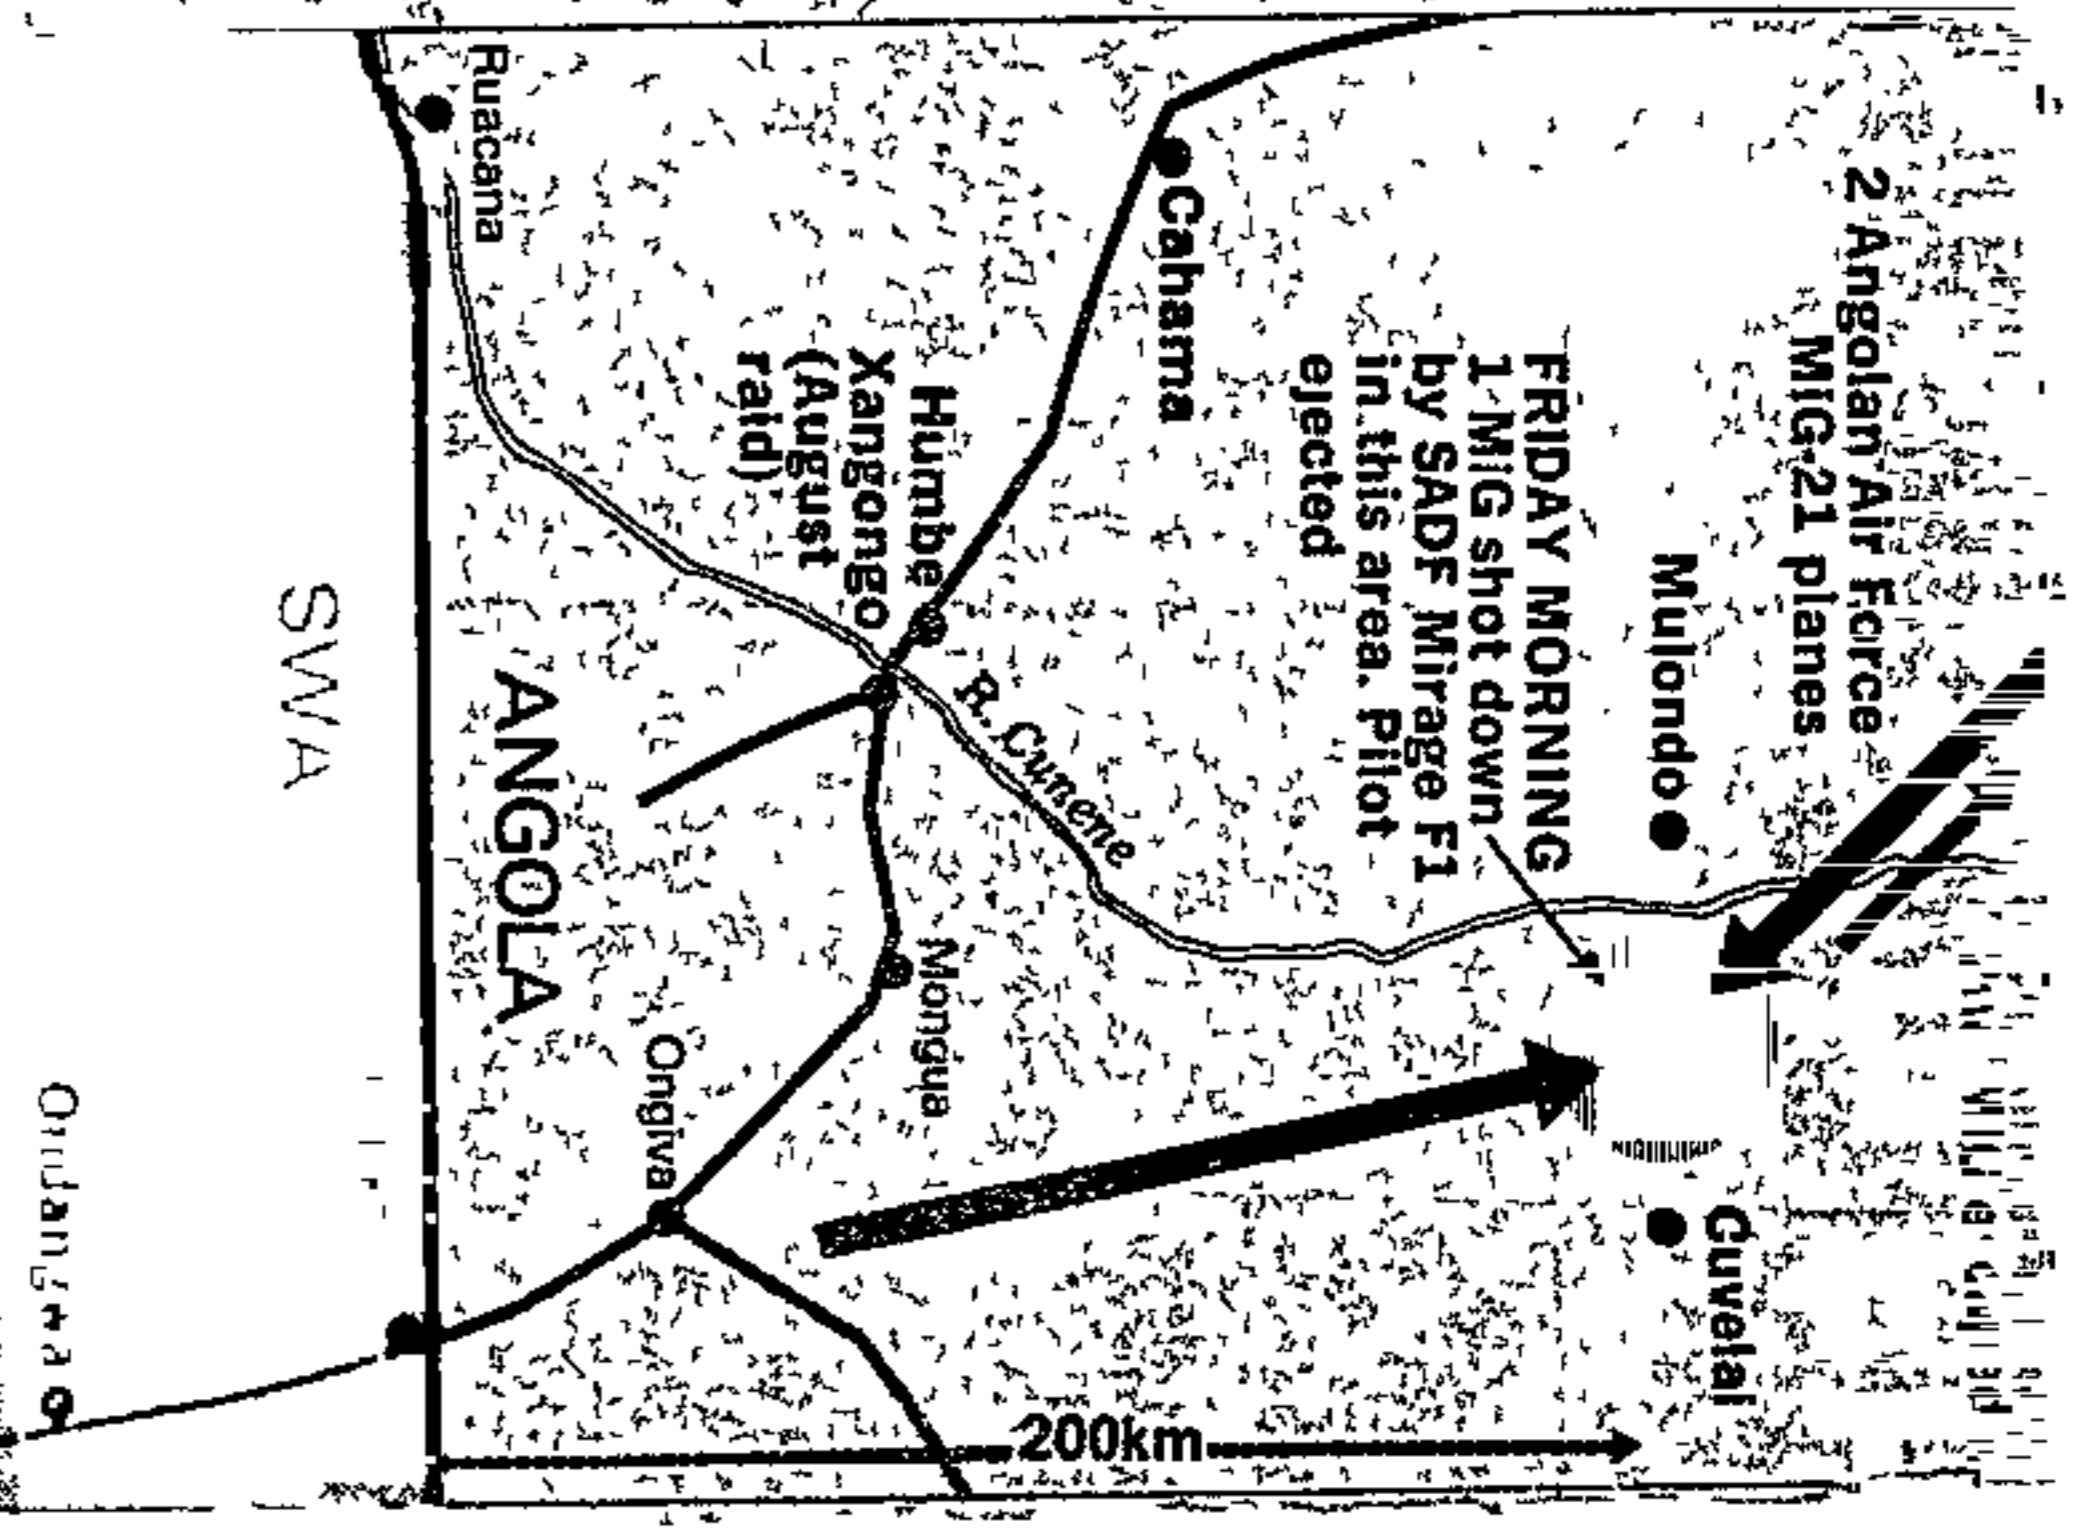 2 Angolan Air Force
MIG-21 planes
Cuvelai
Mulondo
FRIDAY MORNING
1 MiG shot down
by SADF Mirage F1
in this area. Pilot
ejected
200km
Cahama
R. Cunene
Humbe
Mongua
Xangongo
(August
raid)
Ongiva
ANGOLA
Ruacana
SWA